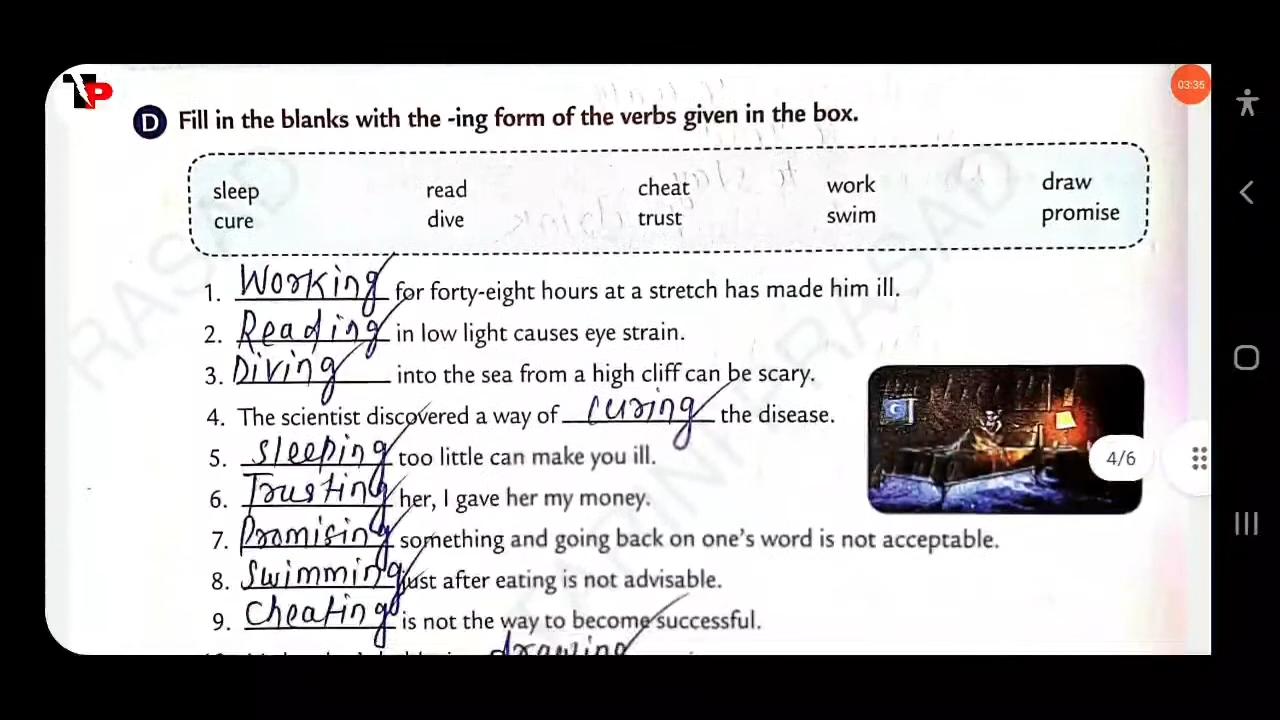 TP
03:36
D Fill in the blanks with the -ing form of the verbs given in the box.
sleep read cheat work draw
cure dive trust swim promise
1. Working for forty-eight hours at a stretch has made him ill.
2. Reading in low light causes eye strain.
3. Diving into the sea from a high cliff can be scary.
4. The scientist discovered a way of curing the disease.
5. Sleeping too little can make you ill.
6. Trusting her, I gave her my money.
7. Promising something and going back on one's word is not acceptable.
8. Swimming just after eating is not advisable.
9. Cheating is not the way to become successful.
drawing
4/6